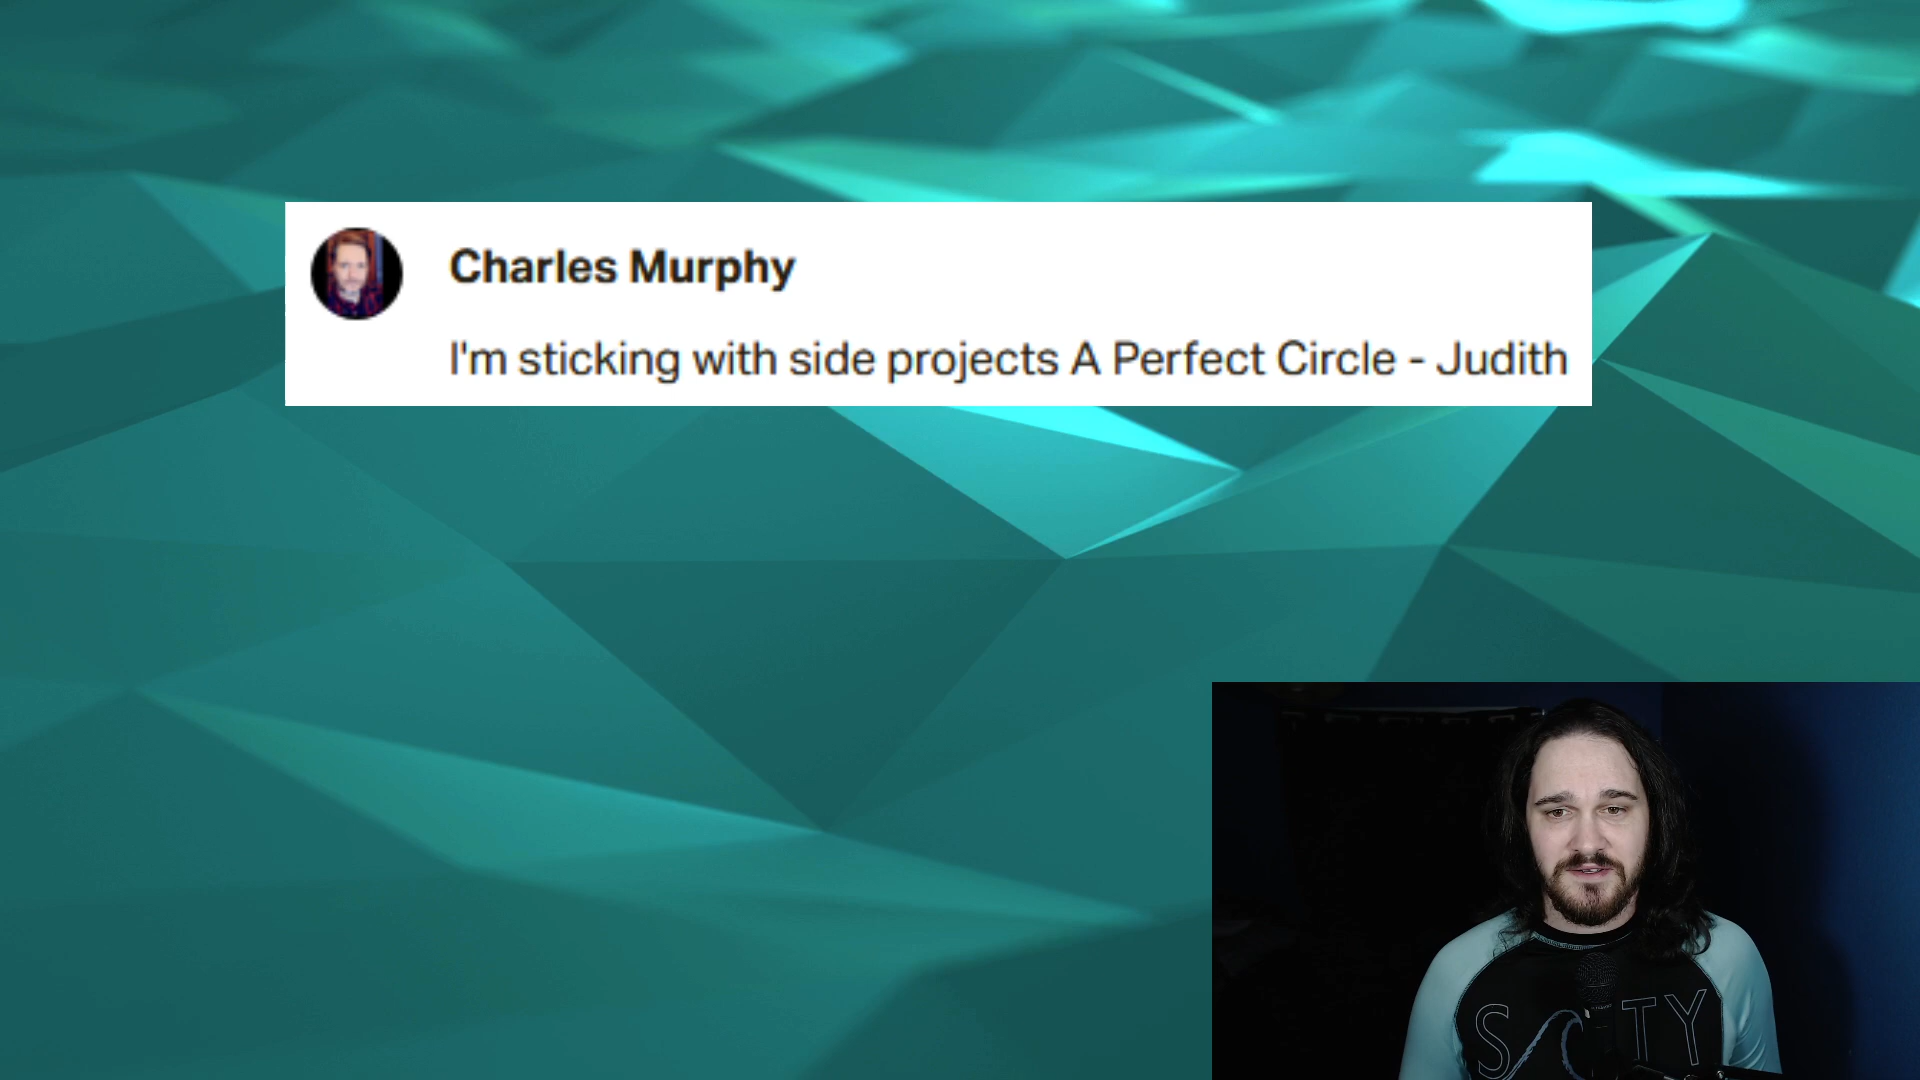 Charles Murphy
I'm sticking with side projects A Perfect Circle - Judith